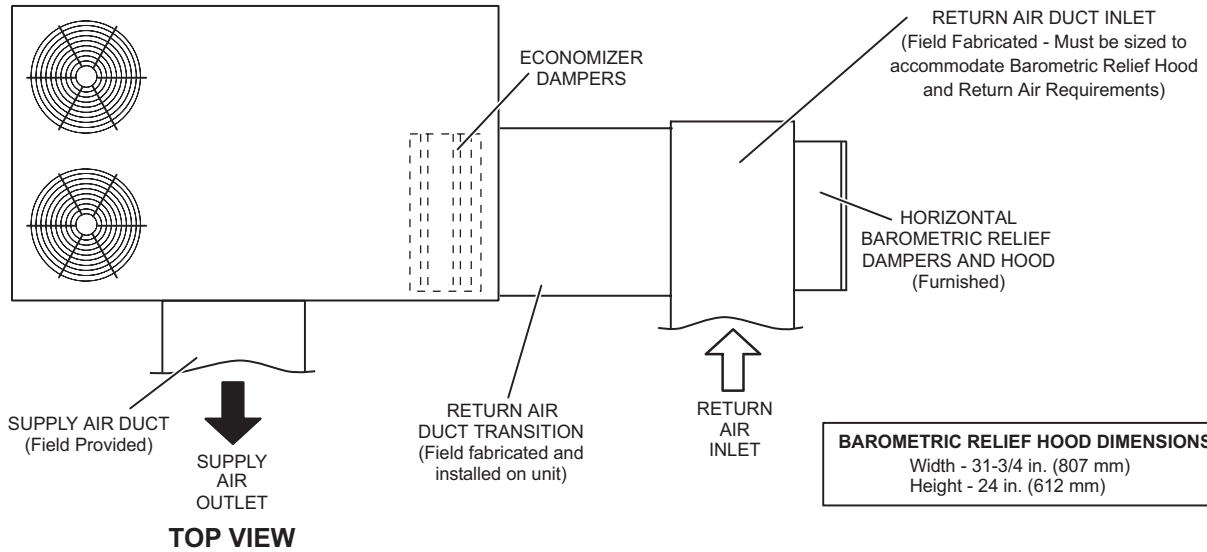 RETURN AIR DUCT INLET
(Field Fabricated - Must be sized to
accommodate Barometric Relief Hood
and Return Air Requirements)
ECONOMIZER
DAMPERS
HORIZONTAL
BAROMETRIC RELIEF
DAMPERS AND HOOD
(Furnished)
SUPPLY AIR DUCT
(Field Provided)
SUPPLY
AIR
OUTLET
RETURN AIR
DUCT TRANSITION
(Field fabricated and
installed on unit)
RETURN
AIR
INLET
BAROMETRIC RELIEF HOOD DIMENSIONS
Width - 31-3/4 in. (807 mm)
Height - 24 in. (612 mm)
TOP VIEW